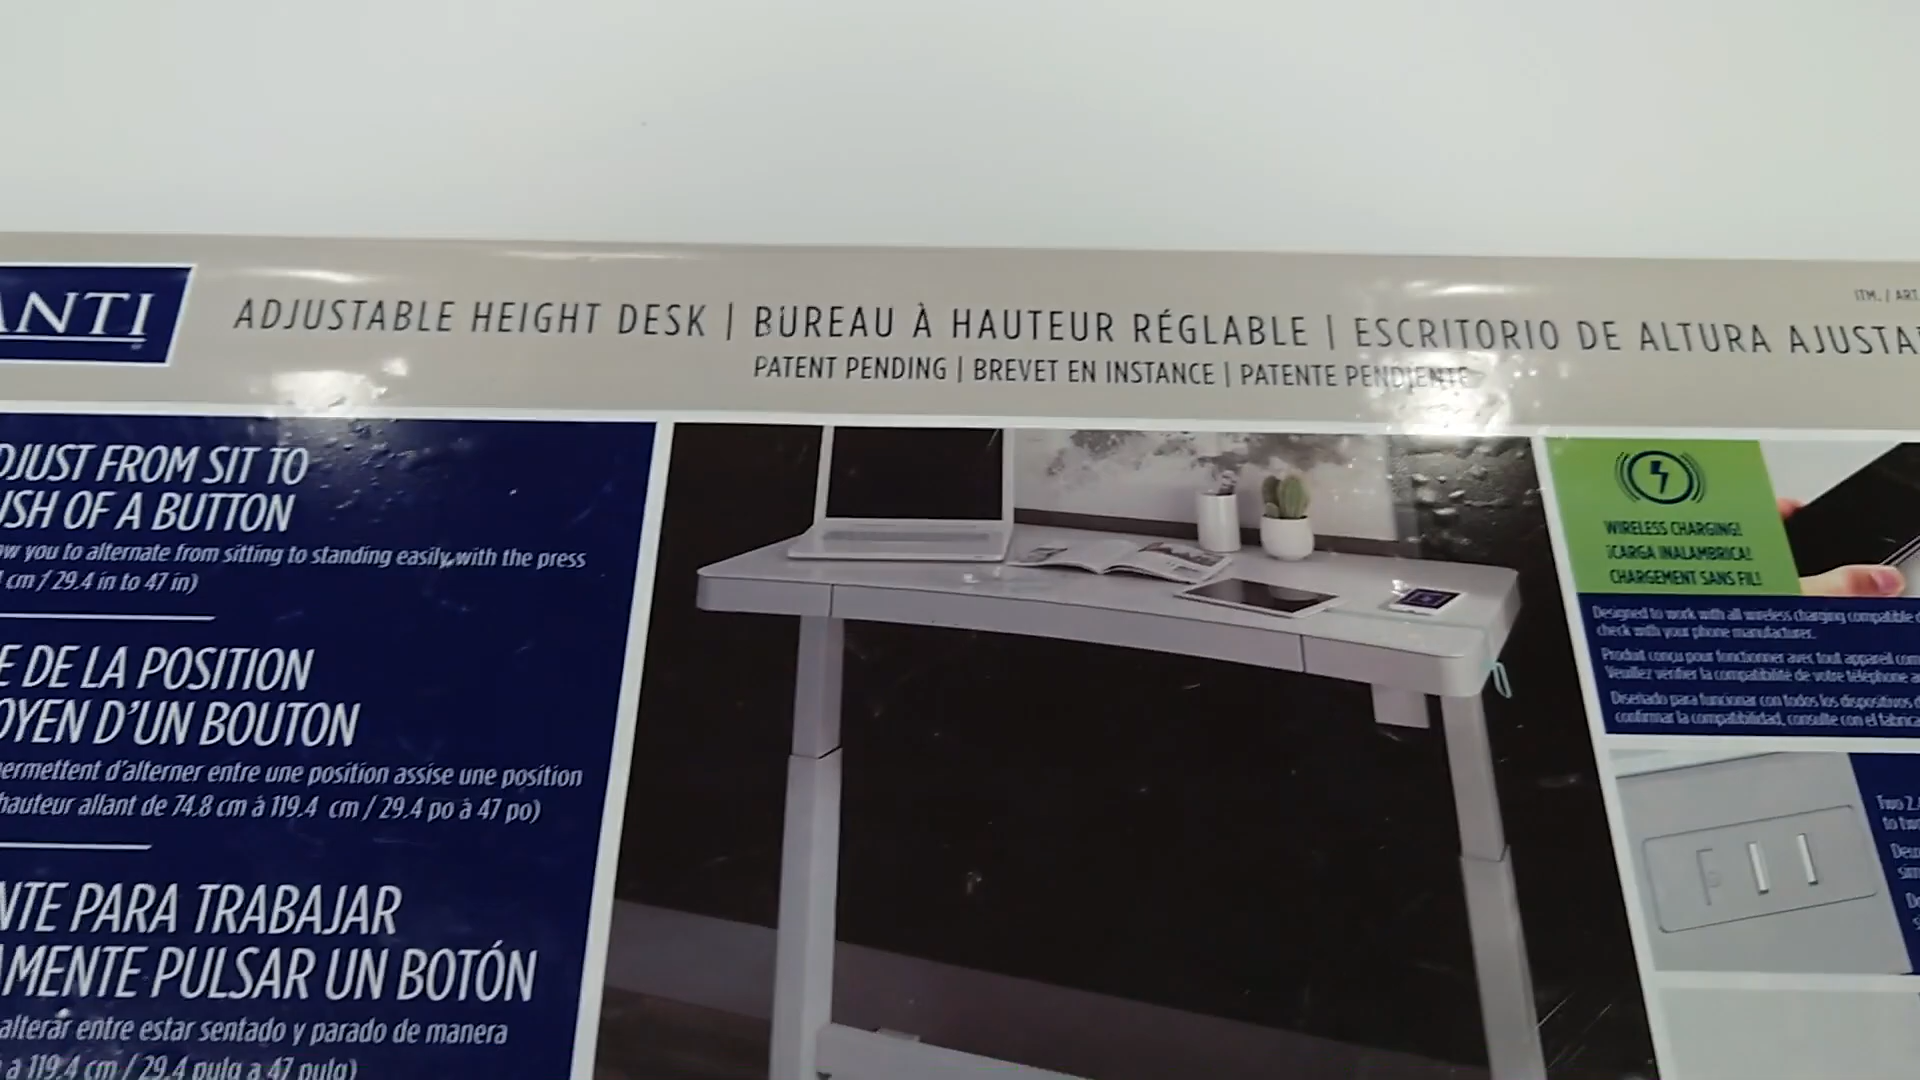 ANTI
ADJUSTABLE HEIGHT DESK | BUREAU À HAUTEUR RÉGLABLE | ESCRITORIO DE ALTURA AJUSTA
PATENT PENDING | BREVET EN INSTANCE | PATENTE PENDIENTE
ITM. / ART.
DJUST FROM SIT TO
USH OF A BUTTON
ow you to alternate from sitting to standing easily with the press
cm / 29.4 in to 47 in)
E DE LA POSITION
OYEN D'UN BOUTON
permettent d'alterner entre une position assise une position
hauteur allant de 74.8 cm à 119.4 cm / 29.4 po à 47 po)
NTE PARA TRABAJAR
AMENTE PULSAR UN BOTÓN
alterar entre estar sentado y parado de manera
a 119.4 cm / 29.4 pulg a 47 pulg)
WIRELESS CHARGING!
¡CARGA INALAMBRICA!
CHARGEMENT SANS FIL!
Designed to work with all wireless charging compatible
check with your phone manufacturer.
Produit conçu pour fonctionner avec tout appareil com
Veuillez vérifier la compatibilité de votre téléphone
Diseñado para funcionar con todos los dispositivos
confirmar la compatibilidad, consulte con el fabrica
Two 2.
to two